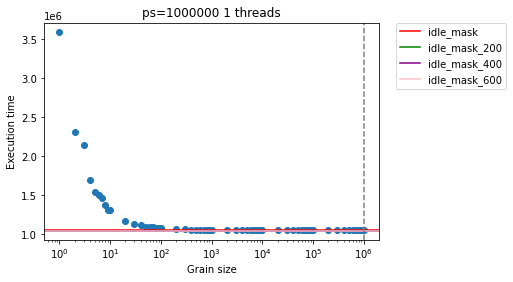 ps=1000000 1 threads
1e6
3.5
3.0
2.5
2.0
1.5
1.0
Execution time
10⁰ 10¹ 10² 10³ 10⁴ 10⁵ 10⁶
Grain size
idle_mask
idle_mask_200
idle_mask_400
idle_mask_600